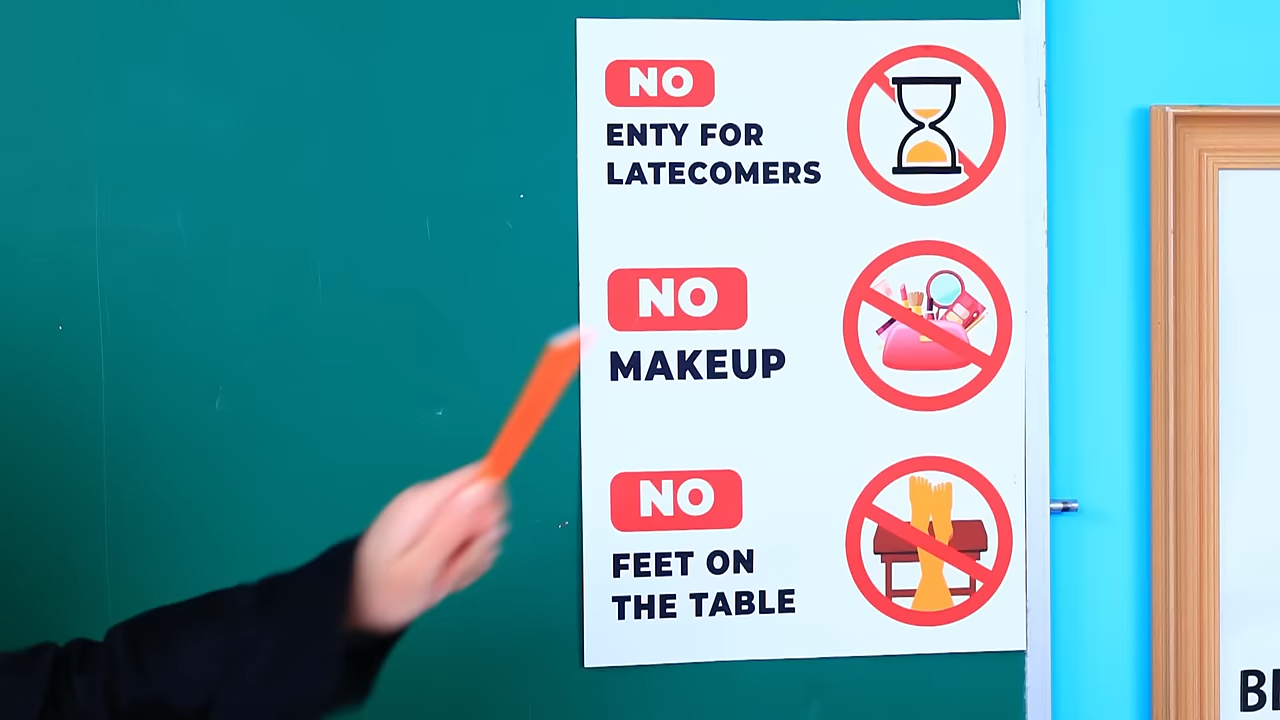 NO
ENTY FOR
LATECOMERS
NO
MAKEUP
NO
FEET ON
THE TABLE